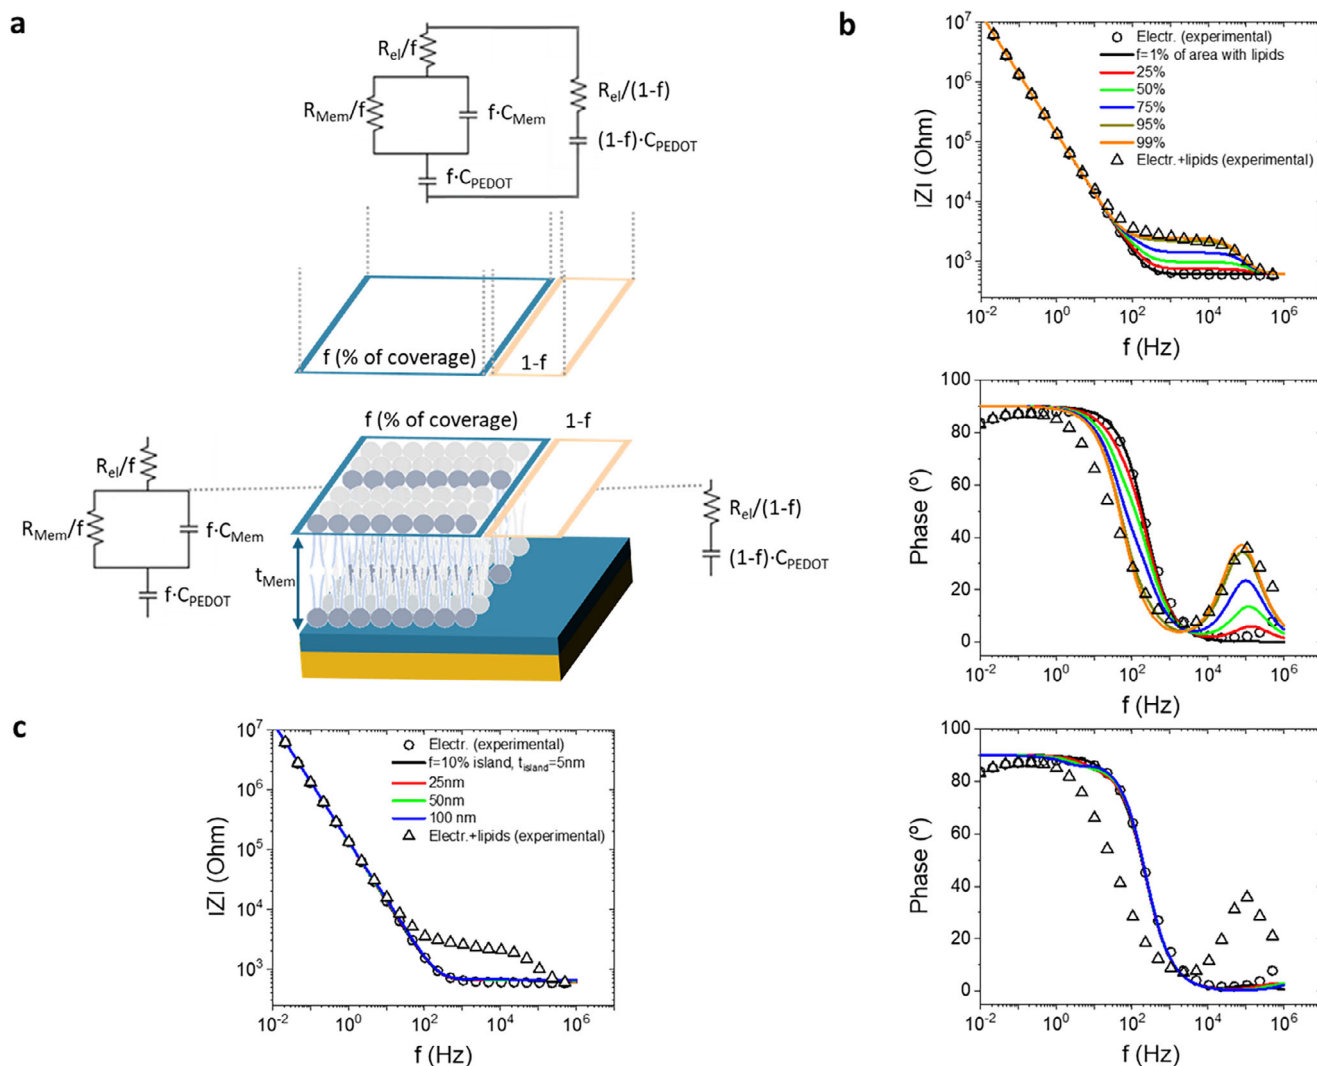 a
R_el/f
R_Mem/f
f·C_Mem
f·C_PEDOT
R_el/(1-f)
(1-f)·C_PEDOT
f (% of coverage)
1-f
f (% of coverage)
1-f
R_el/f
R_Mem/f
f·C_Mem
f·C_PEDOT
t_Mem
R_el/(1-f)
(1-f)·C_PEDOT
b
10^7
10^6
10^5
10^4
10^3
|Z| (Ohm)
Electr. (experimental)
f=1% of area with lipids
25%
50%
75%
95%
99%
Electr.+lipids (experimental)
10^-2 10^0 10^2 10^4 10^6
f (Hz)
100
80
60
40
20
0
Phase (º)
10^-2 10^0 10^2 10^4 10^6
f (Hz)
c
10^7
10^6
10^5
10^4
10^3
|Z| (Ohm)
Electr. (experimental)
f=10% island, t_island=5nm
25nm
50nm
100 nm
Electr.+lipids (experimental)
10^-2 10^0 10^2 10^4 10^6
f (Hz)
100
80
60
40
20
0
Phase (º)
10^-2 10^0 10^2 10^4 10^6
f (Hz)